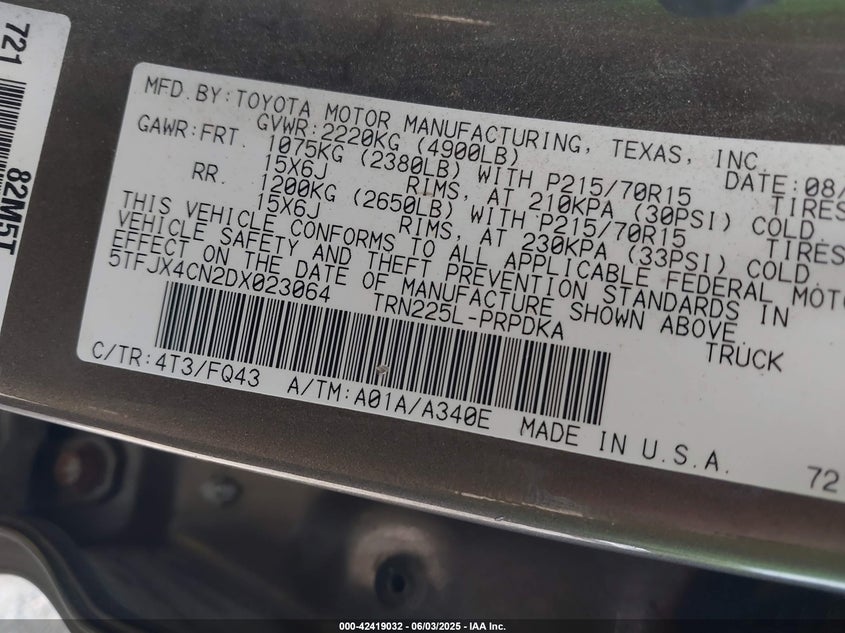 721
82M5T
MFD.BY:TOYOTA MOTOR MANUFACTURING, TEXAS, INC.
GVWR:2220KG (4900LB) DATE:08/
GAWR:FRT. 1075KG (2380LB) WITH P215/70R15 TIRES
15X6J RIMS, AT 210KPA (30PSI) COLD
RR. 1200KG (2650LB) WITH P215/70R15 TIRES
15X6J RIMS, AT 230KPA (33PSI) COLD
THIS VEHICLE CONFORMS TO ALL APPLICABLE FEDERAL MOTO
VEHICLE SAFETY AND THEFT PREVENTION STANDARDS IN
EFFECT ON THE DATE OF MANUFACTURE SHOWN ABOVE.
5TFJX4CN2DX023064 TRN225L-PRPDKA TRUCK
C/TR:4T3/FQ43 A/TM:A01A/A340E MADE IN U.S.A.
72
000-42419032 - 06/03/2025 - IAA Inc.